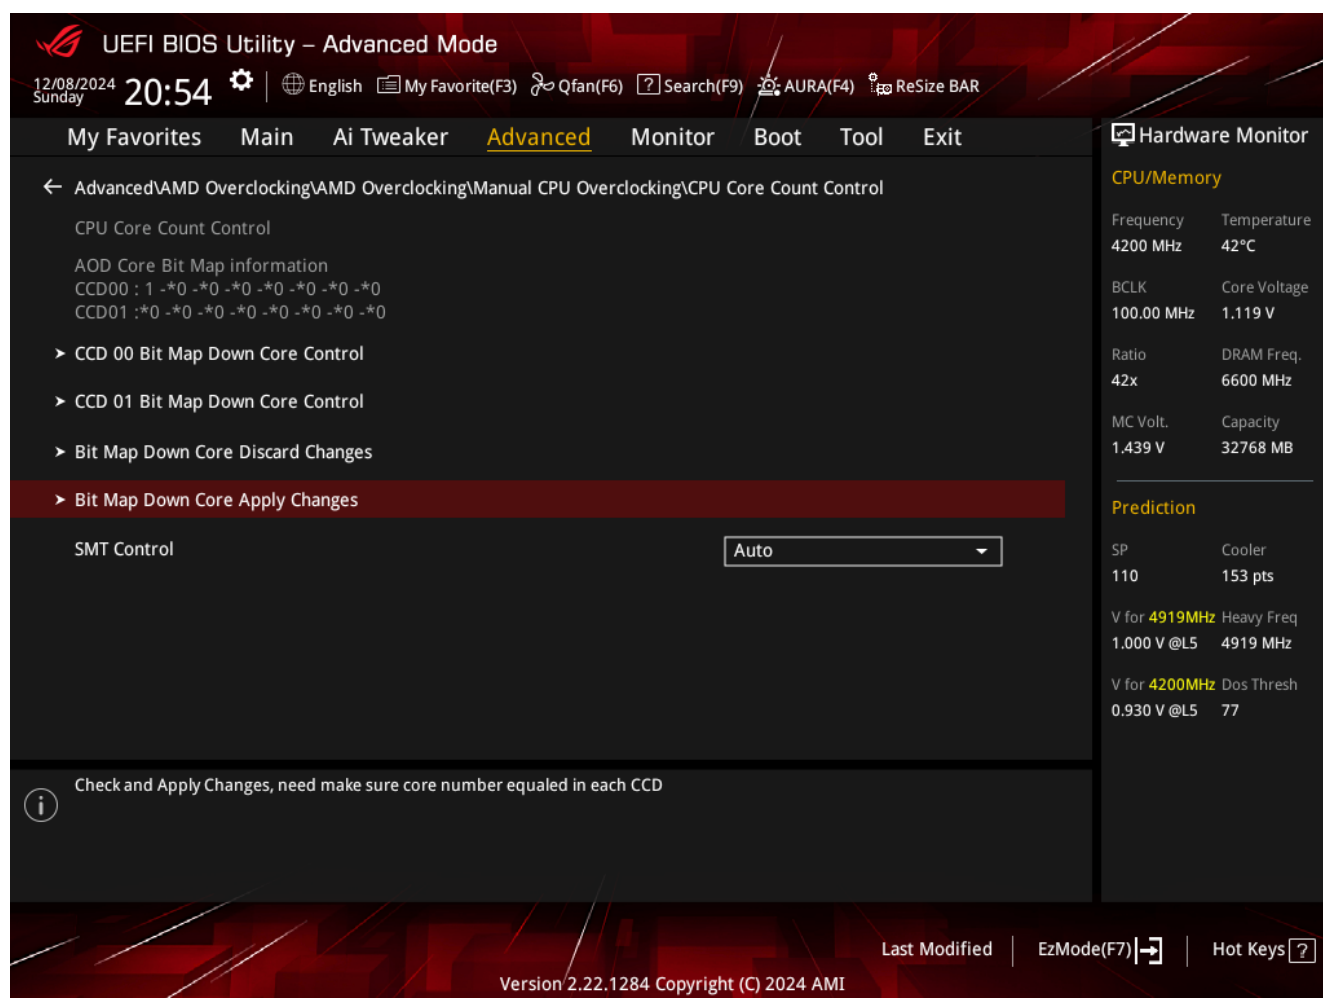 UEFI BIOS Utility – Advanced Mode
12/08/2024 Sunday 20:54 English My Favorite(F3) Qfan(F6) ? Search(F9) AURA(F4) ReSize BAR
My Favorites Main Ai Tweaker Advanced Monitor Boot Tool Exit
← Advanced\AMD Overclocking\AMD Overclocking\Manual CPU Overclocking\CPU Core Count Control
CPU Core Count Control
AOD Core Bit Map information
CCD00 : 1 -*0 -*0 -*0 -*0 -*0 -*0 -*0
CCD01 :*0 -*0 -*0 -*0 -*0 -*0 -*0 -*0
➤ CCD 00 Bit Map Down Core Control
➤ CCD 01 Bit Map Down Core Control
➤ Bit Map Down Core Discard Changes
➤ Bit Map Down Core Apply Changes
SMT Control Auto
Check and Apply Changes, need make sure core number equaled in each CCD
Hardware Monitor
CPU/Memory
Frequency Temperature
4200 MHz 42°C
BCLK Core Voltage
100.00 MHz 1.119 V
Ratio DRAM Freq.
42x 6600 MHz
MC Volt. Capacity
1.439 V 32768 MB
Prediction
SP Cooler
110 153 pts
V for 4919MHz Heavy Freq
1.000 V @L5 4919 MHz
V for 4200MHz Dos Thresh
0.930 V @L5 77
Last Modified EzMode(F7) Hot Keys ?
Version 2.22.1284 Copyright (C) 2024 AMI